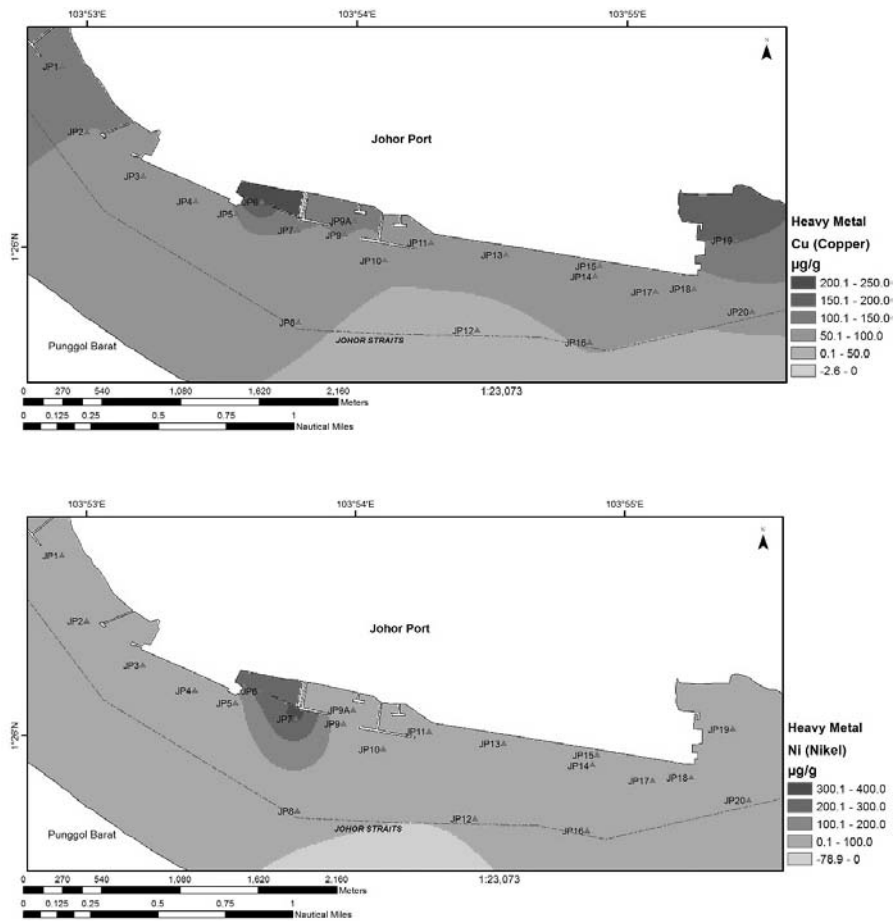 103°53'E 103°54'E 103°55'E
N
JP1
Johor Port
JP2
JP3
JP4
JP6
JP5
JP7
JP9A
JP9
JP11
JP10
JP13
JP15
JP14
JP17
JP18
JP19
JP20
1°26'N
JP8
JP12
JP16
JOHOR STRAITS
Punggol Barat
Heavy Metal
Cu (Copper)
µg/g
200.1 - 250.0
150.1 - 200.0
100.1 - 150.0
50.1 - 100.0
0.1 - 50.0
-2.6 - 0
0 270 540 1,080 1,620 2,160
Meters
1:23,073
0 0.125 0.25 0.5 0.75 1
Nautical Miles
103°53'E 103°54'E 103°55'E
N
JP1
Johor Port
JP2
JP3
JP4
JP6
JP5
JP7
JP9A
JP9
JP11
JP10
JP13
JP15
JP14
JP17
JP18
JP19
JP20
1°26'N
JP8
JP12
JP16
JOHOR STRAITS
Punggol Barat
Heavy Metal
Ni (Nikel)
µg/g
300.1 - 400.0
200.1 - 300.0
100.1 - 200.0
0.1 - 100.0
-78.9 - 0
0 270 540 1,080 1,620 2,160
Meters
1:23,073
0 0.125 0.25 0.5 0.75 1
Nautical Miles